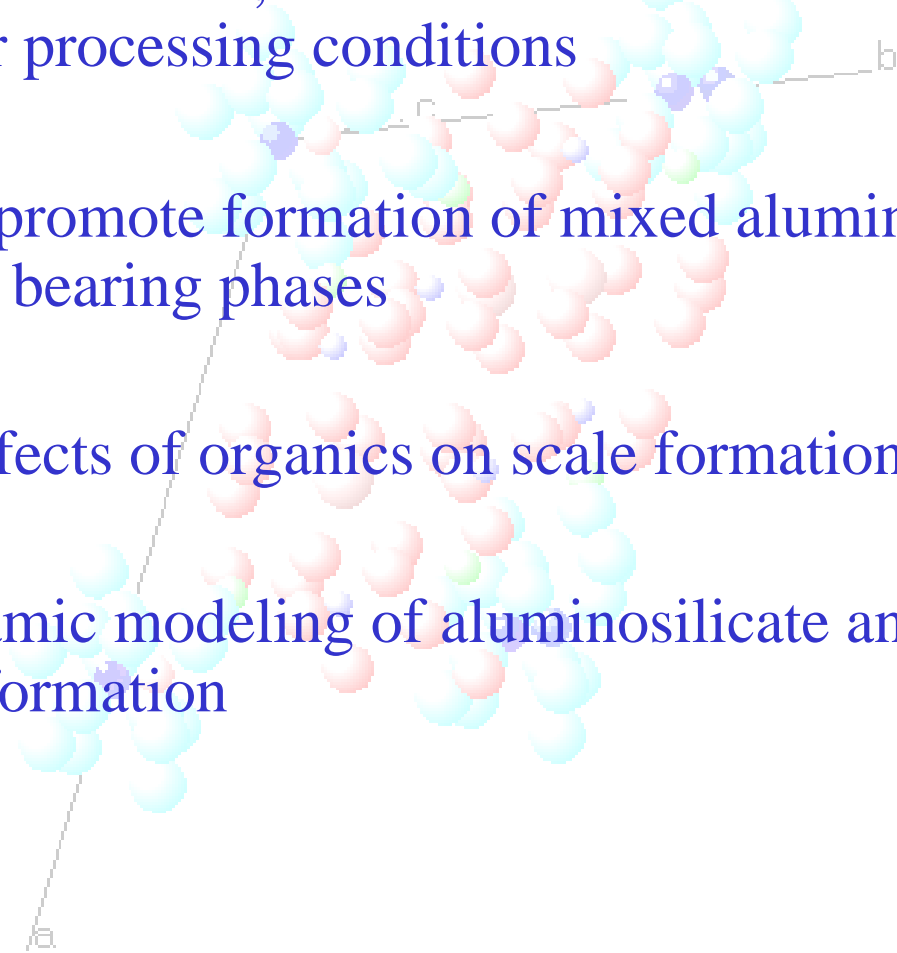 r processing conditions
b
c
promote formation of mixed alumin
bearing phases
fects of organics on scale formation
amic modeling of aluminosilicate an
ormation
a